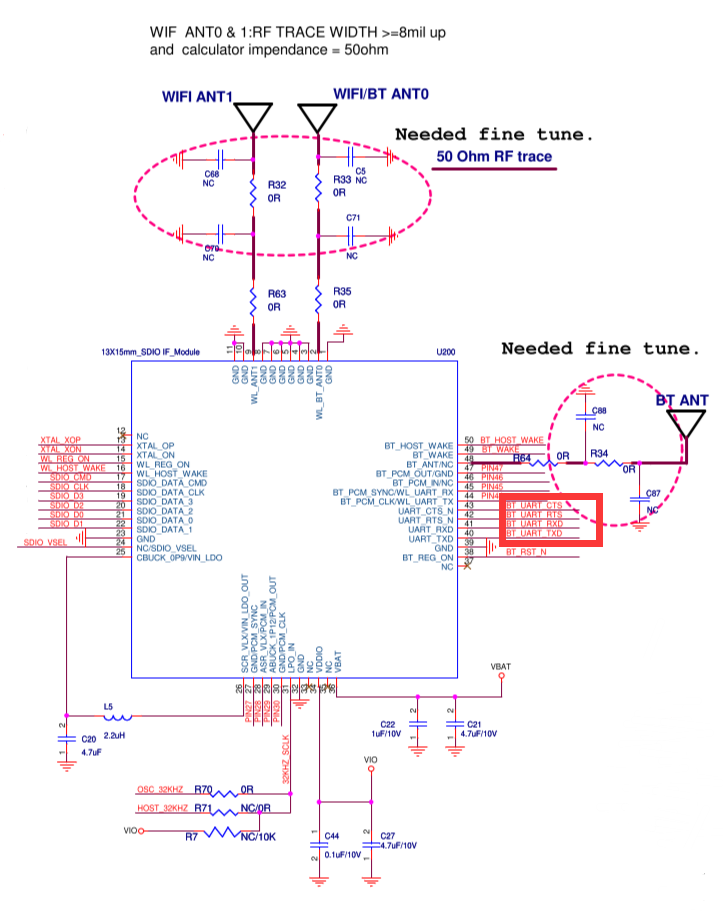 WIF ANT0 & 1:RF TRACE WIDTH >=8mil up
and calculator impendance = 50ohm
WIFI ANT1
WIFI/BT ANT0
Needed fine tune.
50 Ohm RF trace
C68
NC
R32
0R
R33
0R
C5
NC
C70
NC
C71
NC
R63
0R
R35
0R
13X15mm_SDIO IF_Module
U200
Needed fine tune.
BT ANT
C88
NC
R64
0R
R34
0R
C87
NC
11
10
9
8
7
6
5
4
3
2
1
GND
GND
WL_ANT1
GND
GND
GND
GND
GND
GND
WL_BT_ANT0
GND
12
NC
XTAL_XOP 13 XTAL_OP
XTAL_XON 14 XTAL_ON
WL_REG_ON 15 WL_REG_ON
WL_HOST_WAKE 16 WL_HOST_WAKE
SDIO_CMD 17 SDIO_DATA_CMD
SDIO_CLK 18 SDIO_DATA_CLK
SDIO_D3 19 SDIO_DATA_3
SDIO_D2 20 SDIO_DATA_2
SDIO_D0 21 SDIO_DATA_0
SDIO_D1 22 SDIO_DATA_1
23 GND
SDIO_VSEL 24 NC/SDIO_VSEL
25 CBUCK_0P9/VIN_LDO
BT_HOST_WAKE 50 BT_HOST_WAKE
BT_WAKE 49 BT_WAKE
BT_ANT/NC 48
BT_PCM_OUT/GND 47 PIN47
BT_PCM_IN/NC 46 PIN46
BT_PCM_SYNC/WL_UART_RX 45 PIN45
BT_PCM_CLK/WL_UART_TX 44 PIN44
UART_CTS_N 43 BT_UART_CTS
UART_RTS_N 42 BT_UART_RTS
UART_RXD 41 BT_UART_RXD
UART_TXD 40 BT_UART_TXD
GND 39
BT_REG_ON 38 BT_RST_N
NC 37
SCR_VLX/VIN_LDO_OUT
GND/PCM_SYNC
ASR_VLX/PCM_IN
ABUCK_1P12/PCM_OUT
GND/PCM_CLK
LPO_IN
GND
NC
VDDIO
NC
VBAT
26
27
28
29
30
31
32
33
34
35
36
PIN27
PIN28
PIN29
PIN30
32KHZ_SCLK
L5
2.2uH
2
1
C20
4.7uF
VBAT
2
1
C22
1uF/10V
2
1
C21
4.7uF/10V
VIO
OSC_32KHZ R70 0R
HOST_32KHZ R71 NC/0R
VIO
R7 NC/10K
1
2
C44
0.1uF/10V
2
1
C27
4.7uF/10V